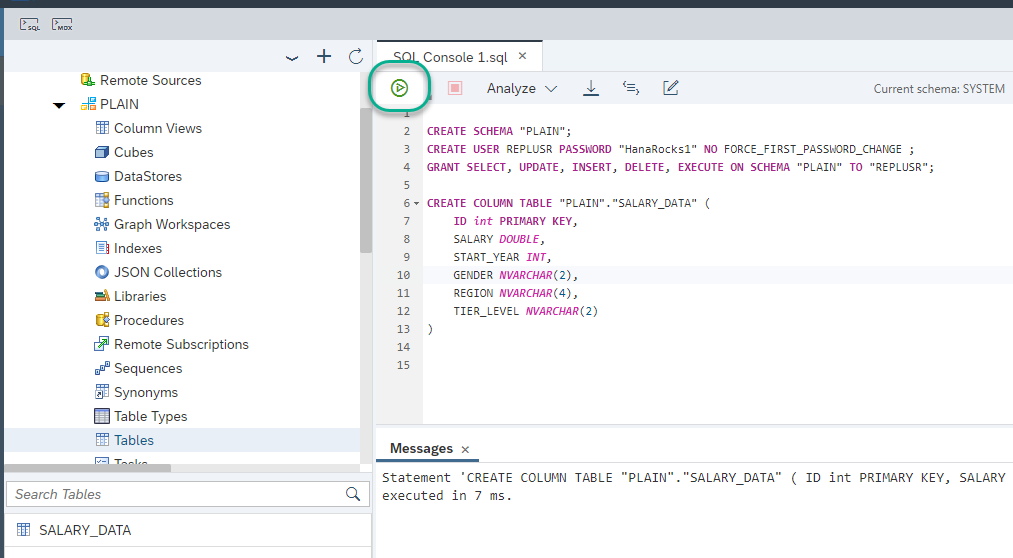 SQL
MDX
Remote Sources
PLAIN
Column Views
Cubes
DataStores
Functions
Graph Workspaces
Indexes
JSON Collections
Libraries
Procedures
Remote Subscriptions
Sequences
Synonyms
Table Types
Tables
Tasks
Search Tables
SALARY_DATA
SQL Console 1.sql
Analyze
Current schema: SYSTEM
1
2 CREATE SCHEMA "PLAIN";
3 CREATE USER REPLUSR PASSWORD "HanaRocks1" NO FORCE_FIRST_PASSWORD_CHANGE ;
4 GRANT SELECT, UPDATE, INSERT, DELETE, EXECUTE ON SCHEMA "PLAIN" TO "REPLUSR";
5
6 CREATE COLUMN TABLE "PLAIN"."SALARY_DATA" (
7 ID int PRIMARY KEY,
8 SALARY DOUBLE,
9 START_YEAR INT,
10 GENDER NVARCHAR(2),
11 REGION NVARCHAR(4),
12 TIER_LEVEL NVARCHAR(2)
13 )
14
15
Messages
Statement 'CREATE COLUMN TABLE "PLAIN"."SALARY_DATA" ( ID int PRIMARY KEY, SALARY
executed in 7 ms.